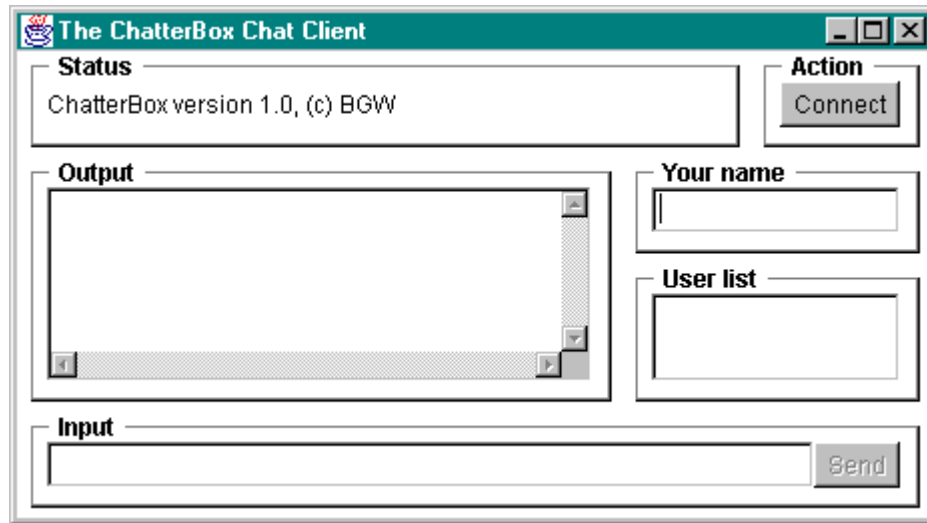 The ChatterBox Chat Client
Status
ChatterBox version 1.0, (c) BGW
Action
Connect
Output
Your name
User list
Input
Send